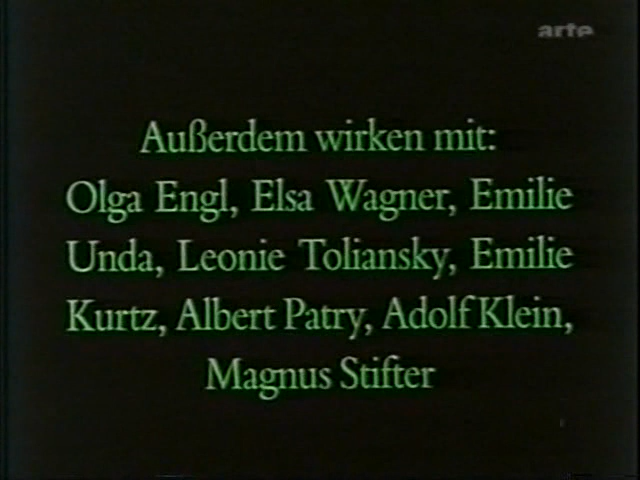 arte
Außerdem wirken mit:
Olga Engl, Elsa Wagner, Emilie
Unda, Leonie Toliansky, Emilie
Kurtz, Albert Patry, Adolf Klein,
Magnus Stifter